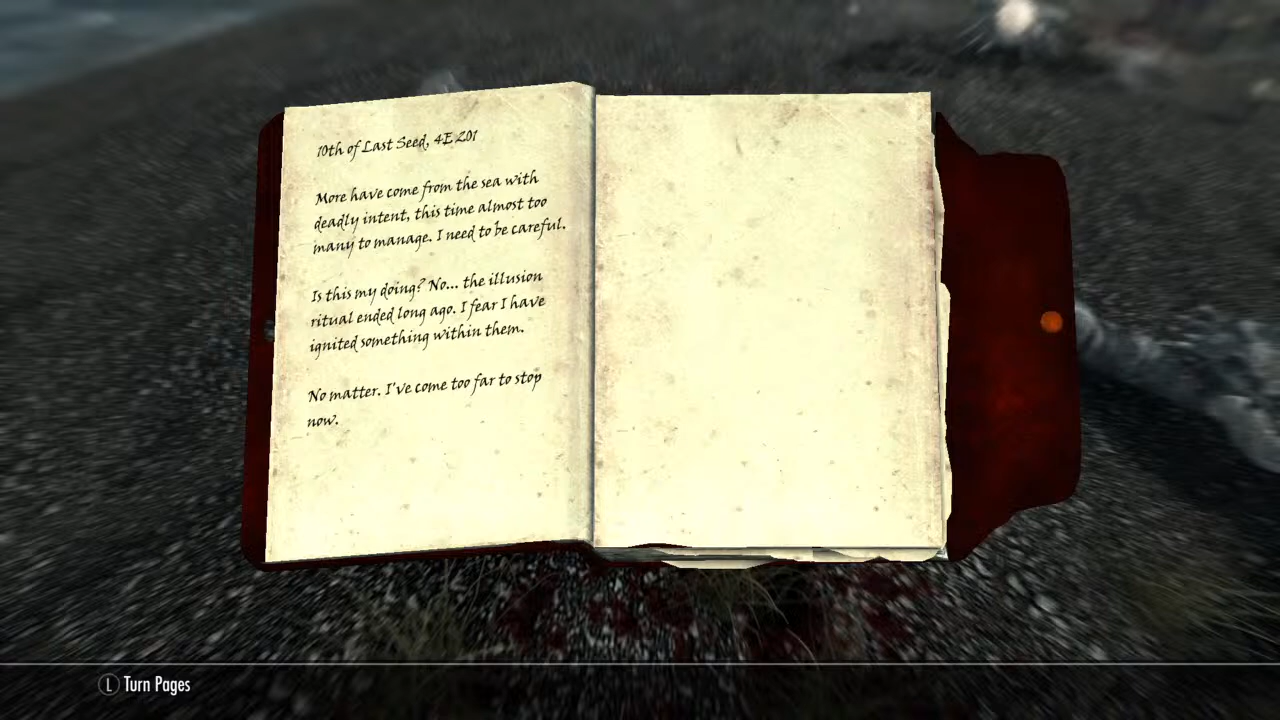 10th of Last Seed, 4E 201
More have come from the sea with
deadly intent, this time almost too
many to manage. I need to be careful.
Is this my doing? No... the illusion
ritual ended long ago. I fear I have
ignited something within them.
No matter. I've come too far to stop
now.
L Turn Pages